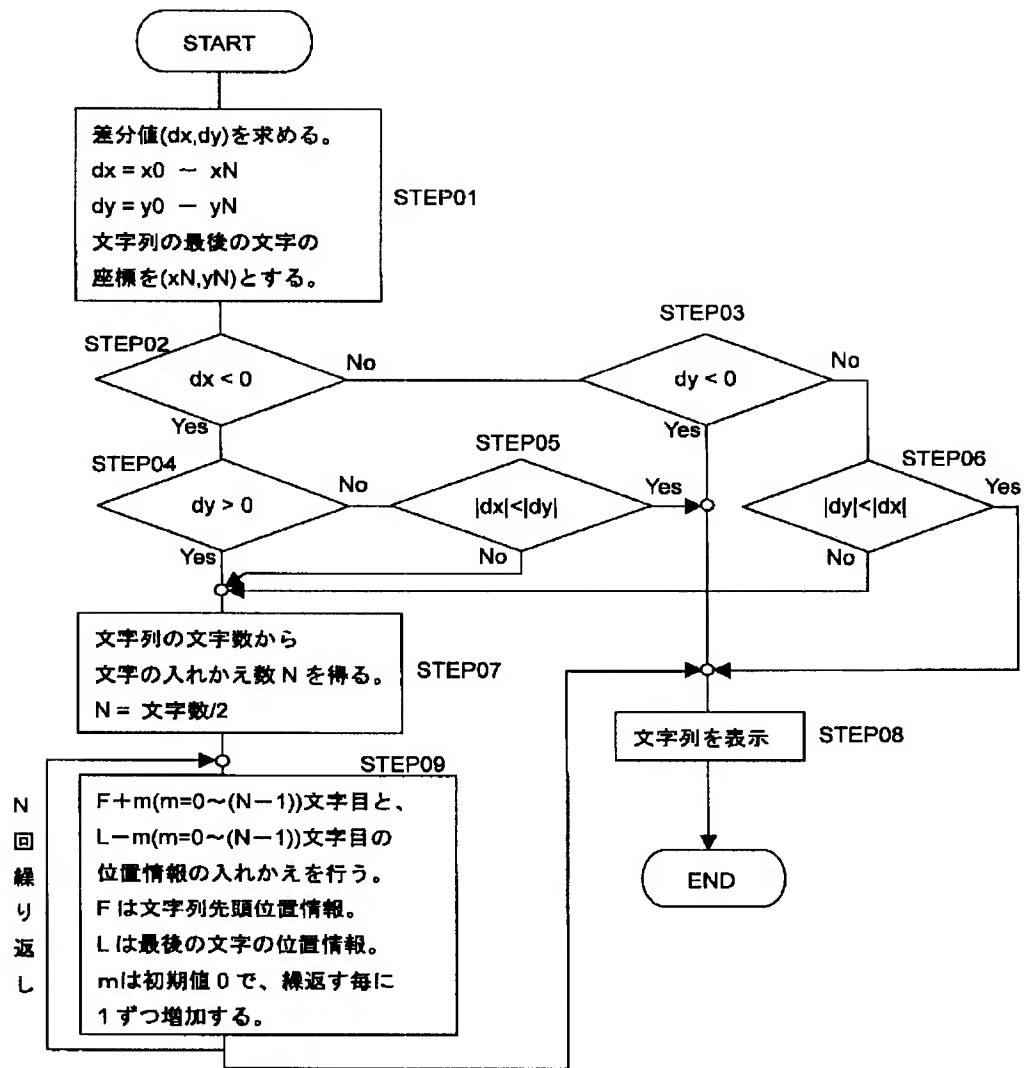 START
差分値(dx,dy)を求める。
dx = x0 － xN
dy = y0 － yN
文字列の最後の文字の
座標を(xN,yN)とする。
STEP01
STEP02
dx < 0
No
Yes
STEP03
dy < 0
No
Yes
STEP04
dy > 0
No
Yes
STEP05
|dx|<|dy|
Yes
No
STEP06
|dy|<|dx|
Yes
No
文字列の文字数から
文字の入れかえ数 N を得る。
N = 文字数/2
STEP07
文字列を表示
STEP08
STEP09
N回繰り返し
F＋m(m=0～(N－1))文字目と、
L－m(m=0～(N－1))文字目の
位置情報の入れかえを行う。
F は文字列先頭位置情報。
L は最後の文字の位置情報。
mは初期値 0 で、繰返す毎に
1 ずつ増加する。
END